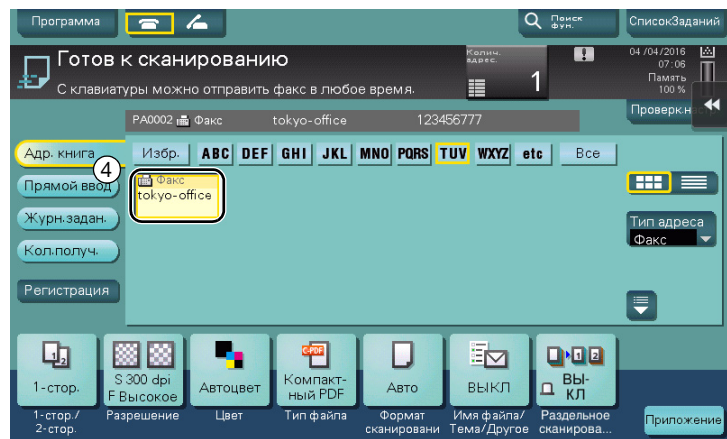 Программа
Поиск
фун.
СписокЗаданий
Готов к сканированию
С клавиатуры можно отправить факс в любое время.
Колич.
адрес.
1
04/04/2016
07:06
Память
100 %
PA0002 Факс tokyo-office 123456777
Проверк.н
Адр. книга
Избр. ABC DEF GHI JKL MNO PQRS TUV WXYZ etc Все
4
Прямой ввод
Факс
tokyo-office
Журн.задан.
Тип адреса
Факс
Кол.получ.
Регистрация
1-стор.
S 300 dpi
F Высокое
Автоцвет
C-PDF
Компакт-
ный PDF
Авто
ВЫКЛ
ВЫ-
КЛ
1-стор./
2-стор.
Разрешение
Цвет
Тип файла
Формат
сканировани
Имя файла/
Тема/Другое
Раздельное
сканирова...
Приложение